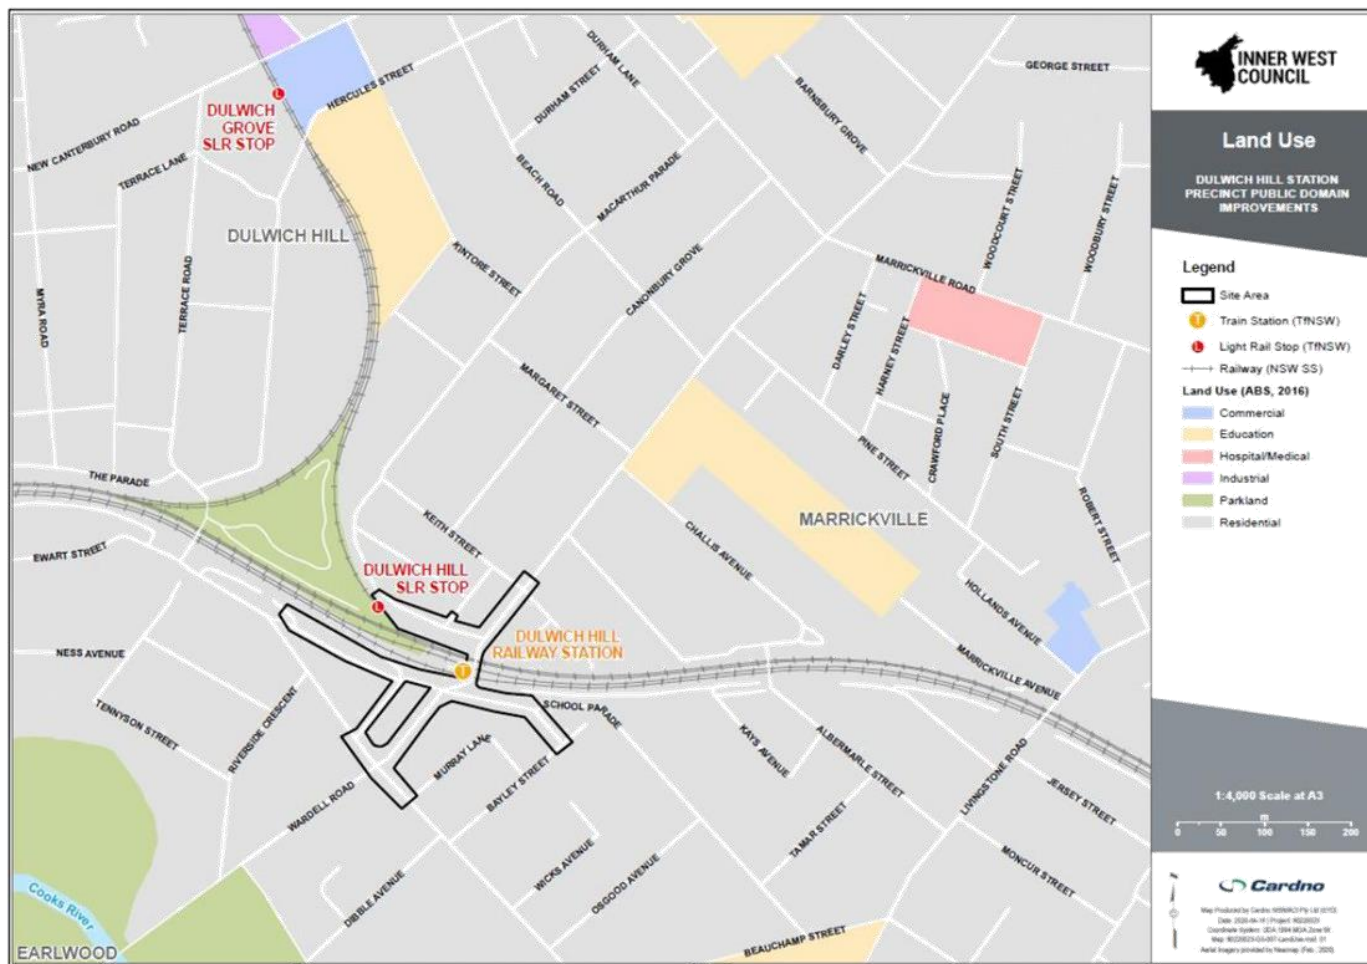 GEORGE STREET
DURHAM LANE
DURHAM STREET
BARNSBURY GROVE
HERCULES STREET
DULWICH
GROVE
SLR STOP
NEW CANTERBURY ROAD
TERRACE LANE
BEACH ROAD
MACARTHUR PARADE
WOODCOURT STREET
WOODBURY STREET
DULWICH HILL
KINTORE STREET
CANONBURY GROVE
MARRICKVILLE ROAD
MYRA ROAD
TERRACE ROAD
DARLEY STREET
HARNEY STREET
MARGARET STREET
CRAWFORD PLACE
SOUTH STREET
PINE STREET
THE PARADE
KEITH STREET
MARRICKVILLE
CHALLIS AVENUE
ROBERT STREET
EWART STREET
DULWICH HILL
SLR STOP
HOLLANDS AVENUE
DULWICH HILL
RAILWAY STATION
NESS AVENUE
MARRICKVILLE AVENUE
TENNYSON STREET
RIVERSIDE CRESCENT
SCHOOL PARADE
KAYS AVENUE
ALBERMARLE STREET
LIVINGSTONE ROAD
JERSEY STREET
WARDELL ROAD
MURRAY LANE
BAYLEY STREET
TAMAR STREET
MONCUR STREET
WICKS AVENUE
OSGOOD AVENUE
DIBBLE AVENUE
Cooks River
EARLWOOD
BEAUCHAMP STREET
L
L
T
INNER WEST
COUNCIL
Land Use
DULWICH HILL STATION
PRECINCT PUBLIC DOMAIN
IMPROVEMENTS
Legend
Site Area
T Train Station (TfNSW)
L Light Rail Stop (TfNSW)
Railway (NSW SS)
Land Use (ABS, 2016)
Commercial
Education
Hospital/Medical
Industrial
Parkland
Residential
1:4,000 Scale at A3
m
0 50 100 150 200
Cardno